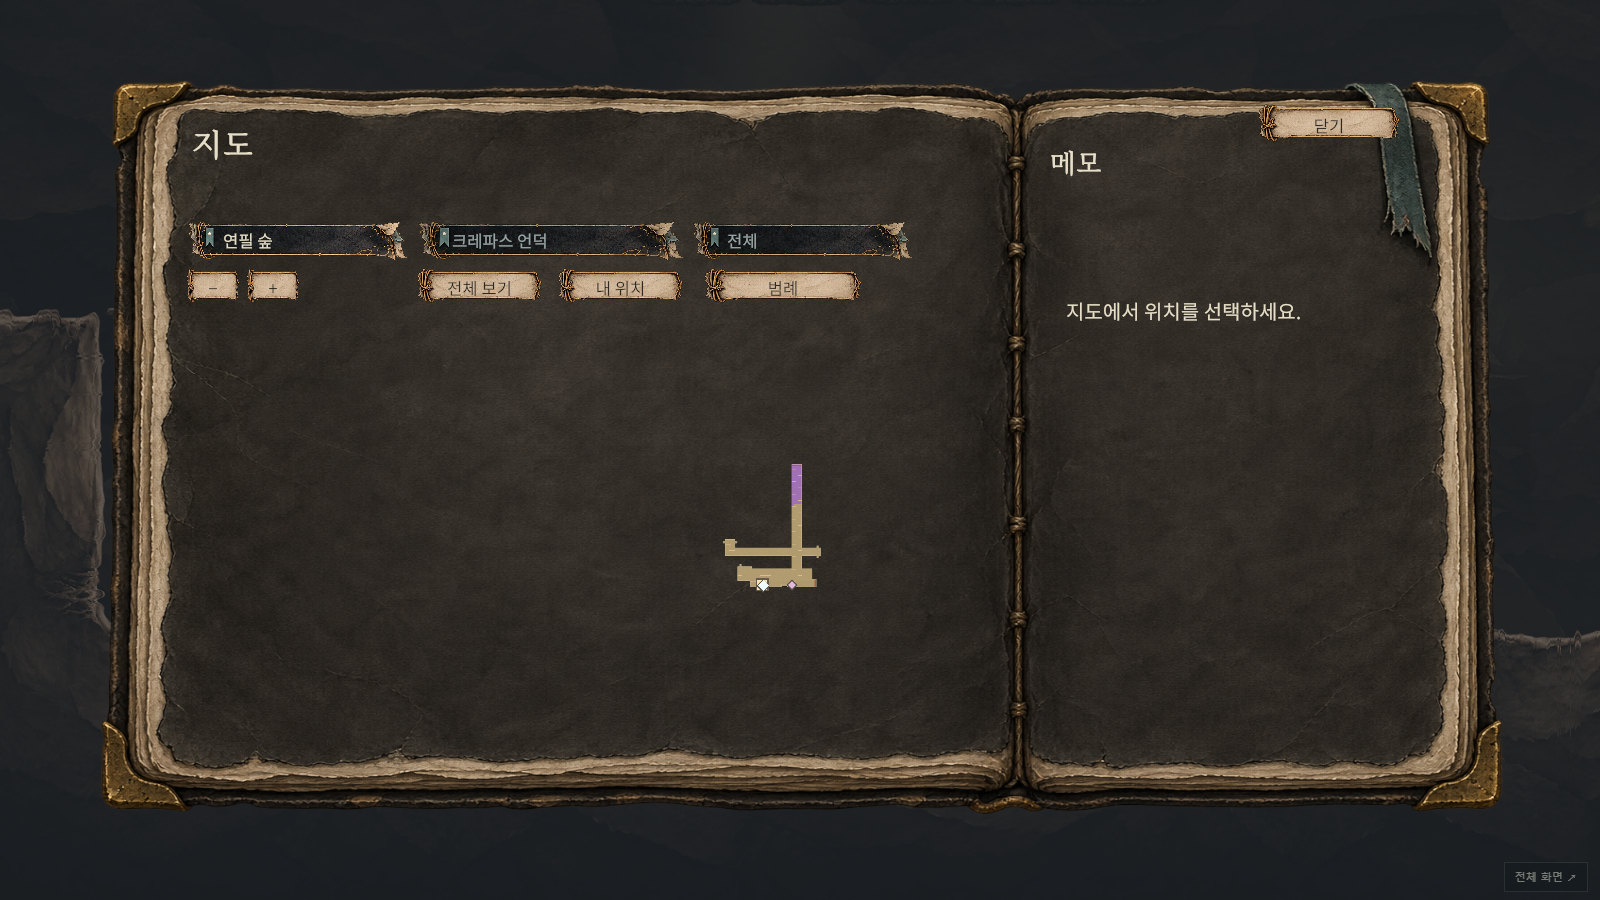 지도
연필 숲
크레파스 언덕
전체
−
+
전체 보기
내 위치
범례
닫기
메모
지도에서 위치를 선택하세요.
전체 화면 ↗